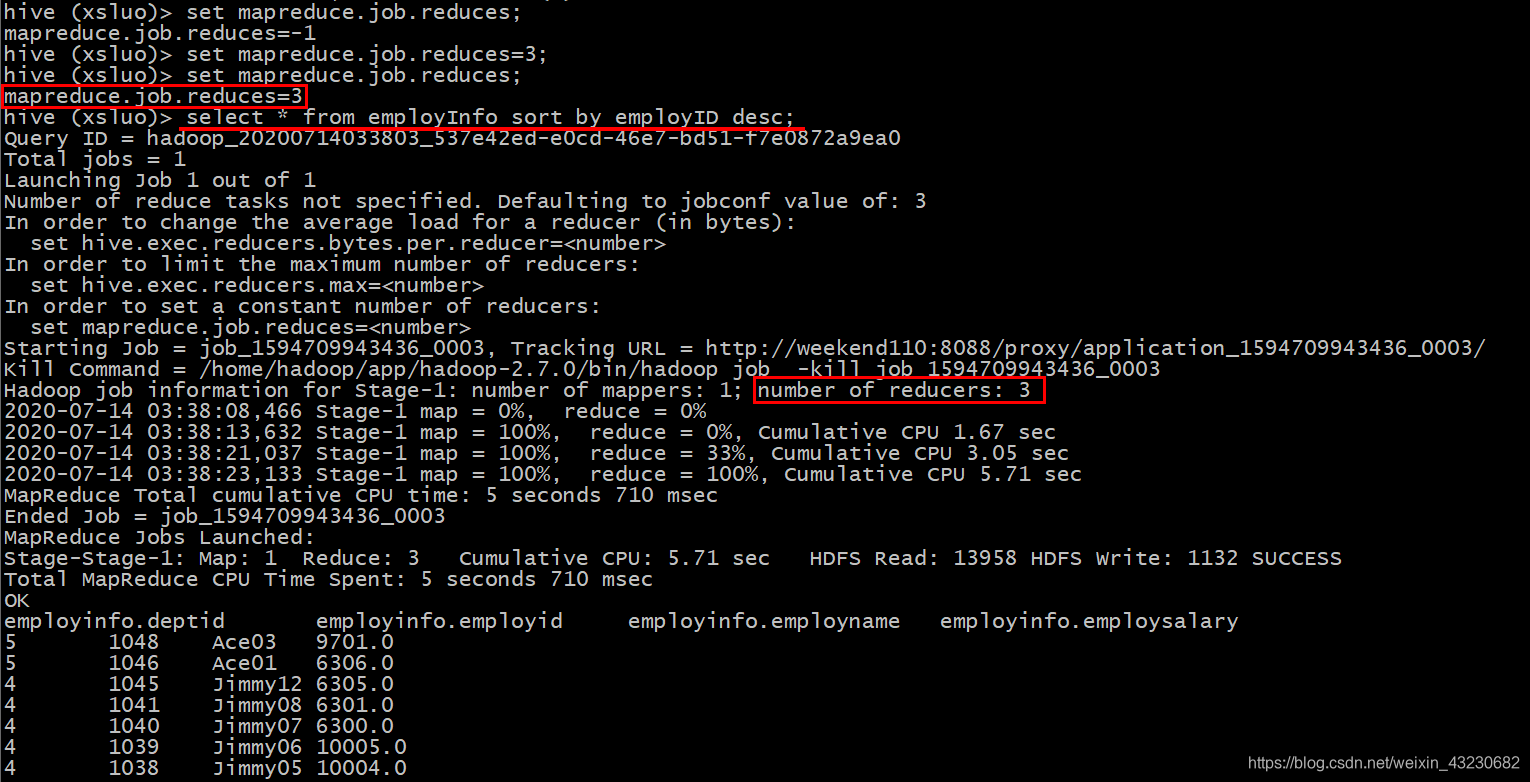 hive (xsluo)> set mapreduce.job.reduces;
mapreduce.job.reduces=-1
hive (xsluo)> set mapreduce.job.reduces=3;
hive (xsluo)> set mapreduce.job.reduces;
mapreduce.job.reduces=3
hive (xsluo)> select * from employInfo sort by employID desc;
Query ID = hadoop_20200714033803_537e42ed-e0cd-46e7-bd51-f7e0872a9ea0
Total jobs = 1
Launching Job 1 out of 1
Number of reduce tasks not specified. Defaulting to jobconf value of: 3
In order to change the average load for a reducer (in bytes):
  set hive.exec.reducers.bytes.per.reducer=<number>
In order to limit the maximum number of reducers:
  set hive.exec.reducers.max=<number>
In order to set a constant number of reducers:
  set mapreduce.job.reduces=<number>
Starting Job = job_1594709943436_0003, Tracking URL = http://weekend110:8088/proxy/application_1594709943436_0003/
Kill Command = /home/hadoop/app/hadoop-2.7.0/bin/hadoop job  -kill job_1594709943436_0003
Hadoop job information for Stage-1: number of mappers: 1; number of reducers: 3
2020-07-14 03:38:08,466 Stage-1 map = 0%,  reduce = 0%
2020-07-14 03:38:13,632 Stage-1 map = 100%,  reduce = 0%, Cumulative CPU 1.67 sec
2020-07-14 03:38:21,037 Stage-1 map = 100%,  reduce = 33%, Cumulative CPU 3.05 sec
2020-07-14 03:38:23,133 Stage-1 map = 100%,  reduce = 100%, Cumulative CPU 5.71 sec
MapReduce Total cumulative CPU time: 5 seconds 710 msec
Ended Job = job_1594709943436_0003
MapReduce Jobs Launched:
Stage-Stage-1: Map: 1  Reduce: 3   Cumulative CPU: 5.71 sec   HDFS Read: 13958 HDFS Write: 1132 SUCCESS
Total MapReduce CPU Time Spent: 5 seconds 710 msec
OK
employinfo.deptid	employinfo.employid	employinfo.employname	employinfo.employsalary
5	1048	Ace03	9701.0
5	1046	Ace01	6306.0
4	1045	Jimmy12	6305.0
4	1041	Jimmy08	6301.0
4	1040	Jimmy07	6300.0
4	1039	Jimmy06	10005.0
4	1038	Jimmy05	10004.0
https://blog.csdn.net/weixin_43230682